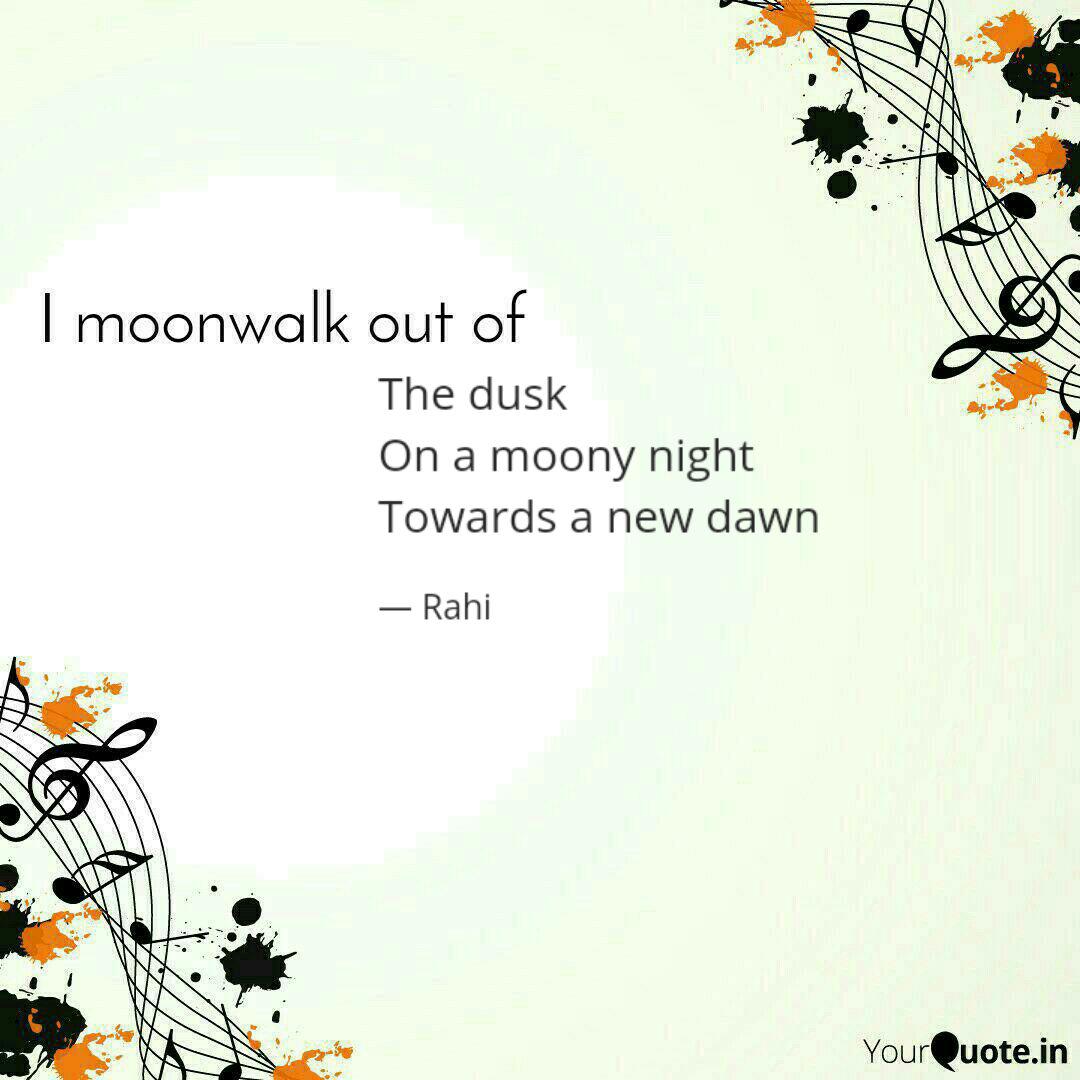 I moonwalk out of
The dusk
On a moony night
Towards a new dawn
— Rahi
YourQuote.in